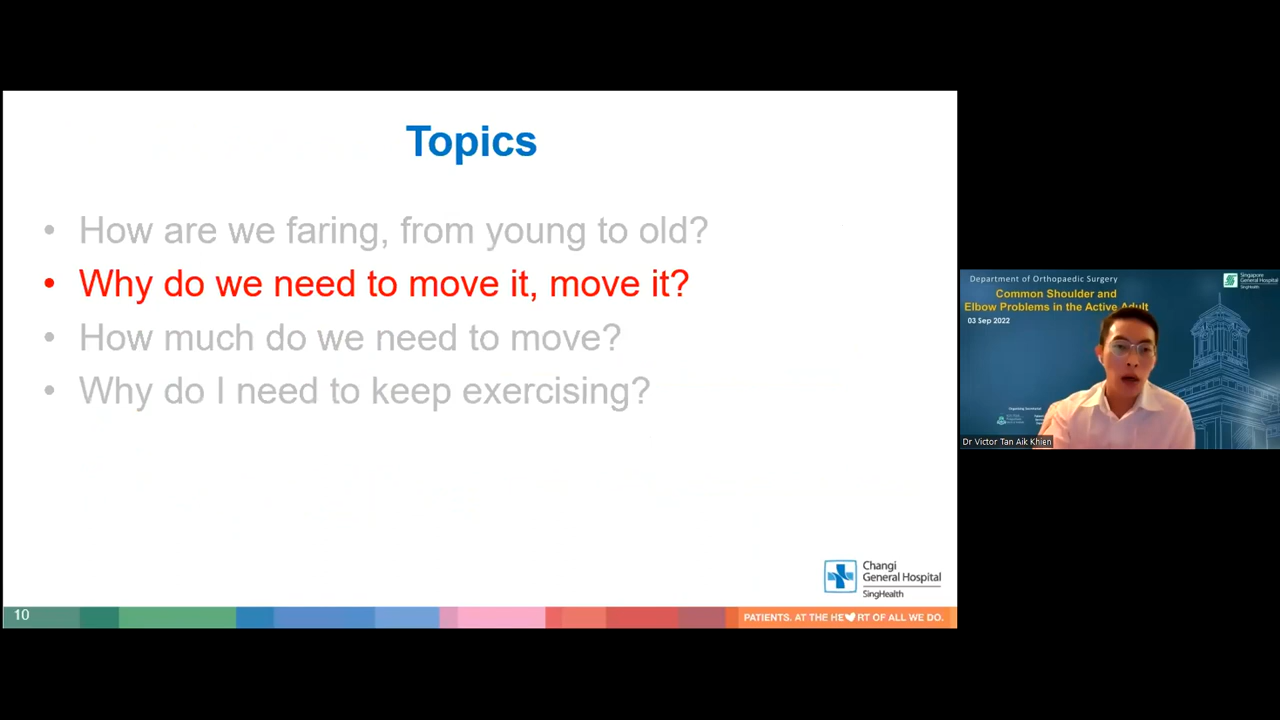 Topics
• How are we faring, from young to old?
• Why do we need to move it, move it?
• How much do we need to move?
• Why do I need to keep exercising?
Changi
General Hospital
SingHealth
10
PATIENTS. AT THE HE RT OF ALL WE DO.
Department of Orthopaedic Surgery
Singapore
General Hospital
SingHealth
Common Shoulder and
Elbow Problems in the Active Adult
03 Sep 2022
Dr Victor Tan Aik Khien